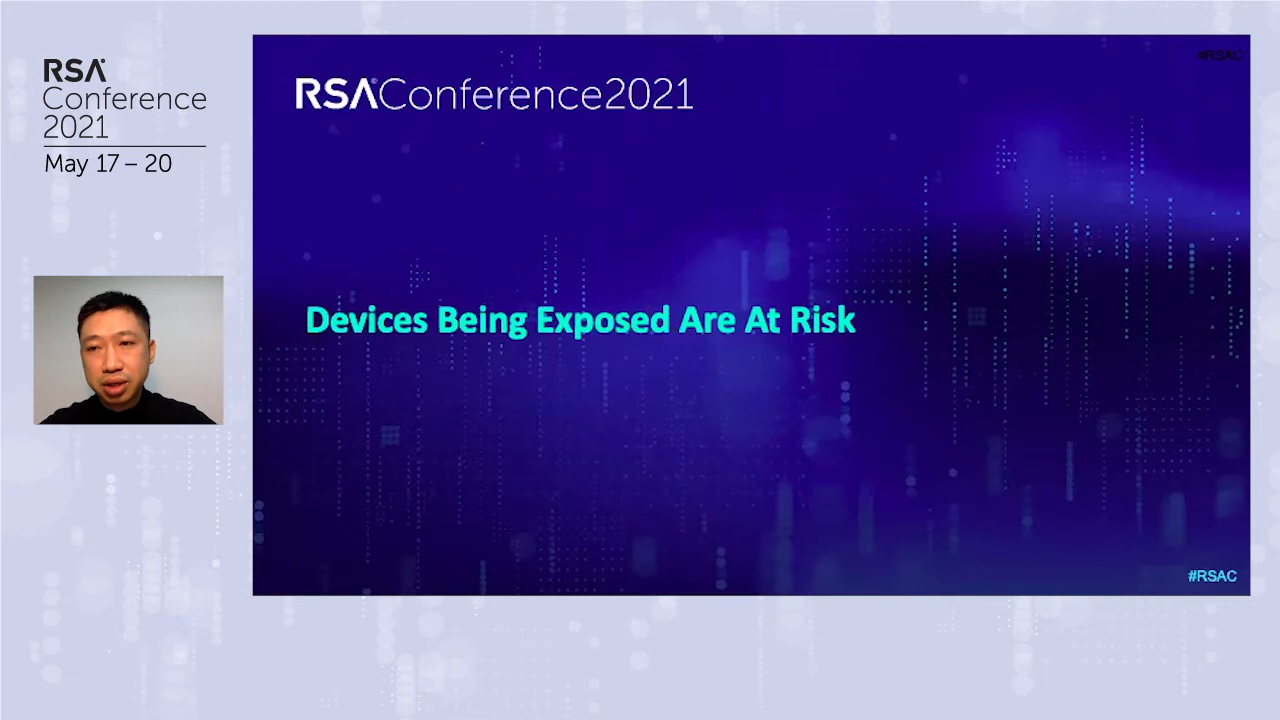 RSA
Conference
2021
May 17 – 20
#RSAC
RSAConference2021
Devices Being Exposed Are At Risk
#RSAC